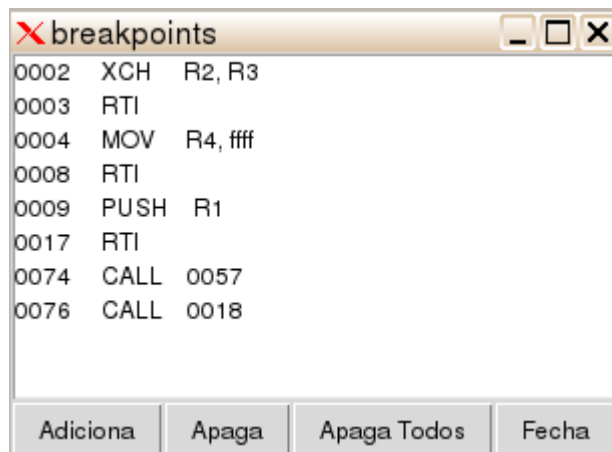 breakpoints
0002 XCH R2, R3
0003 RTI
0004 MOV R4, ffff
0008 RTI
0009 PUSH R1
0017 RTI
0074 CALL 0057
0076 CALL 0018
Adiciona Apaga Apaga Todos Fecha